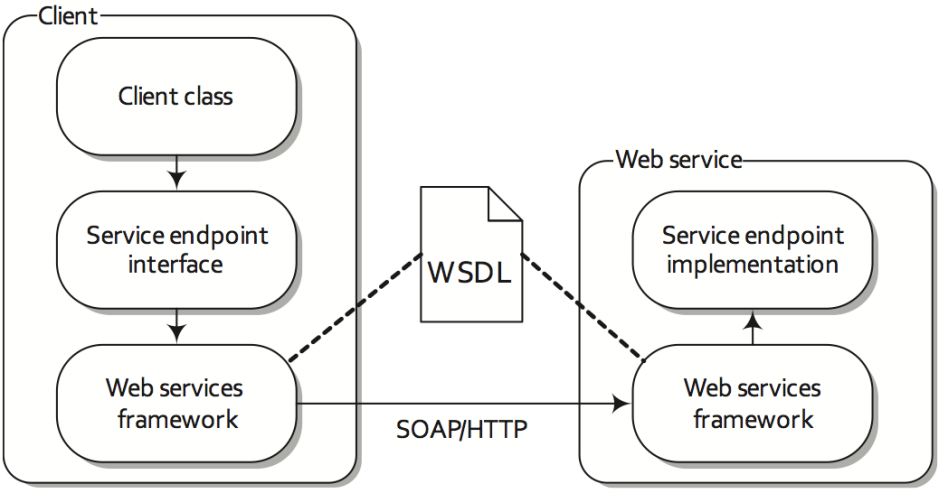 Client
Client class
Service endpoint
interface
Web services
framework
WSDL
SOAP/HTTP
Web service
Service endpoint
implementation
Web services
framework